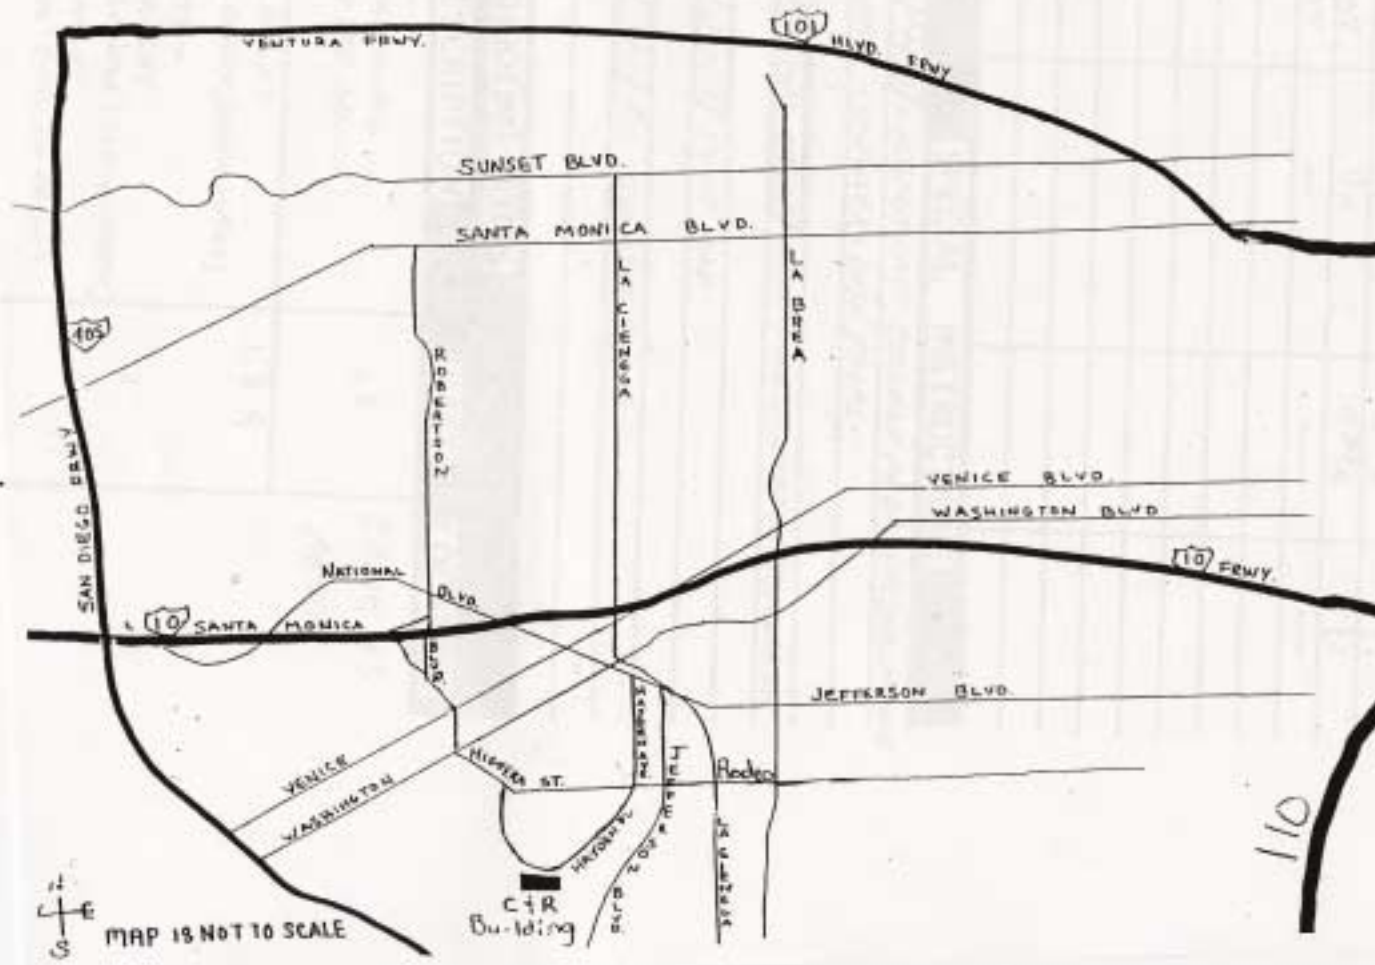 101
VENTURA FRWY.
HLYD.
FRWY
SUNSET BLVD.
SANTA MONICA BLVD.
LA CIENEGA
LA BREA
405
ROBERTSON
SAN DIEGO FRWY
VENICE BLVD.
WASHINGTON BLVD
10 FRWY.
NATIONAL
BLVD.
10 SANTA MONICA
BLVD.
JEFFERSON BLVD.
HIGUERA ST.
JEFFERSON BLVD.
Rodeo
VENICE
WASHINGTON
LA CIENEGA
110
N
E
S
MAP IS NOT TO SCALE
C+R
Building